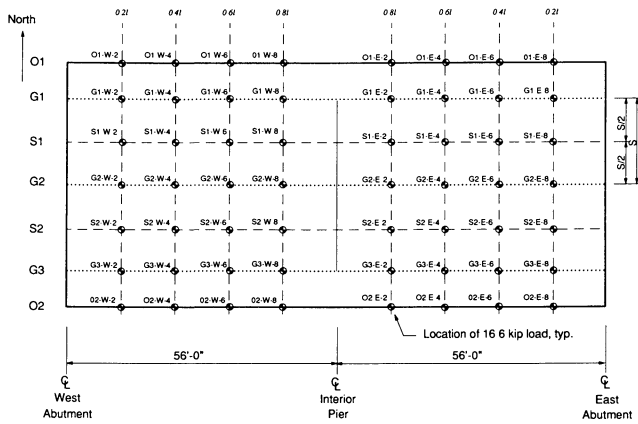 0 2l 0 4l 0 6l 0 8l 0 8l 0 6l 0 4l 0 2l
North
O1
O1-W-2 O1 W-4 O1 W-6 01 W-8 O1-E-2 O1-E-4 O1-E-6 01-E-8
G1
G1-W-2 G1-W-4 G1-W-6 G1 W-8 G1 E-2 G1-E-4 G1-E-6 G1 E 8
S1
S1 W 2 S1-W-4 S1-W 6 S1-W 8 S1-E-2 S1-E-4 S1-E-6 S1-E-8
S/2
S/2
S
G2
G2-W-2 G2-W-4 G2-W-6 G2-W-8 G2-E 2 G2-E-4 G2-E-6 G2-E-8
S2
S2-W-2 S2 W-4 S2-W-6 S2 W 8 S2-E-2 S2-E-4 S2-E-6 S2-E-8
G3
G3-W-2 G3-W-4 G3-W-6 G3-W-8 G3-E-2 G3-E-4 G3-E-6 G3-E-8
O2
02-W-2 O2-W-4 02-W-6 02-W-8 O2 E-2 O2 E 4 O2-E-6 O2-E-8
Location of 16 6 kip load, typ.
56'-0" 56'-0"
℄ ℄ ℄
West Interior East
Abutment Pier Abutment